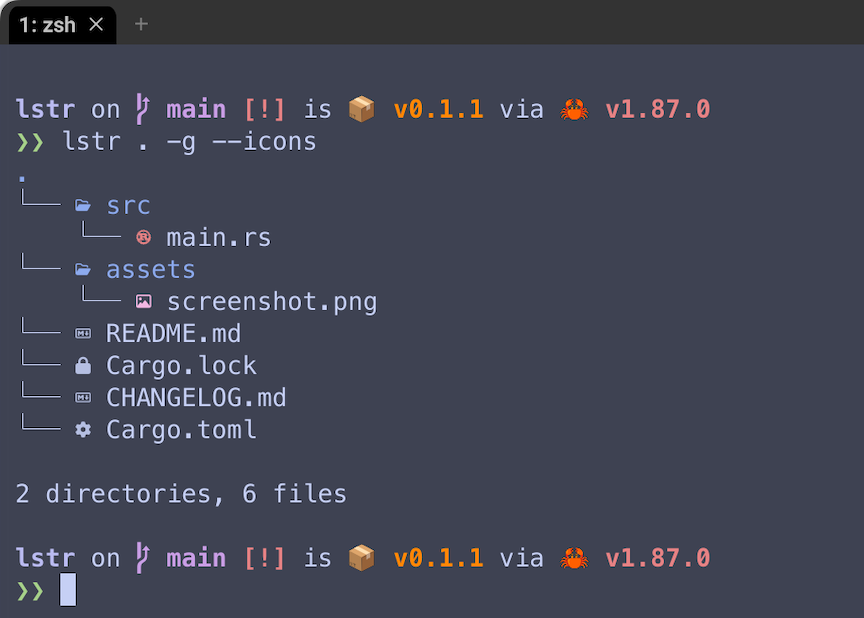 1: zsh × +
lstr on main [!] is 📦 v0.1.1 via 🦀 v1.87.0
❯❯ lstr . -g --icons
.
└── src
└── main.rs
└── assets
└── screenshot.png
└── README.md
└── Cargo.lock
└── CHANGELOG.md
└── Cargo.toml
2 directories, 6 files
lstr on main [!] is 📦 v0.1.1 via 🦀 v1.87.0
❯❯